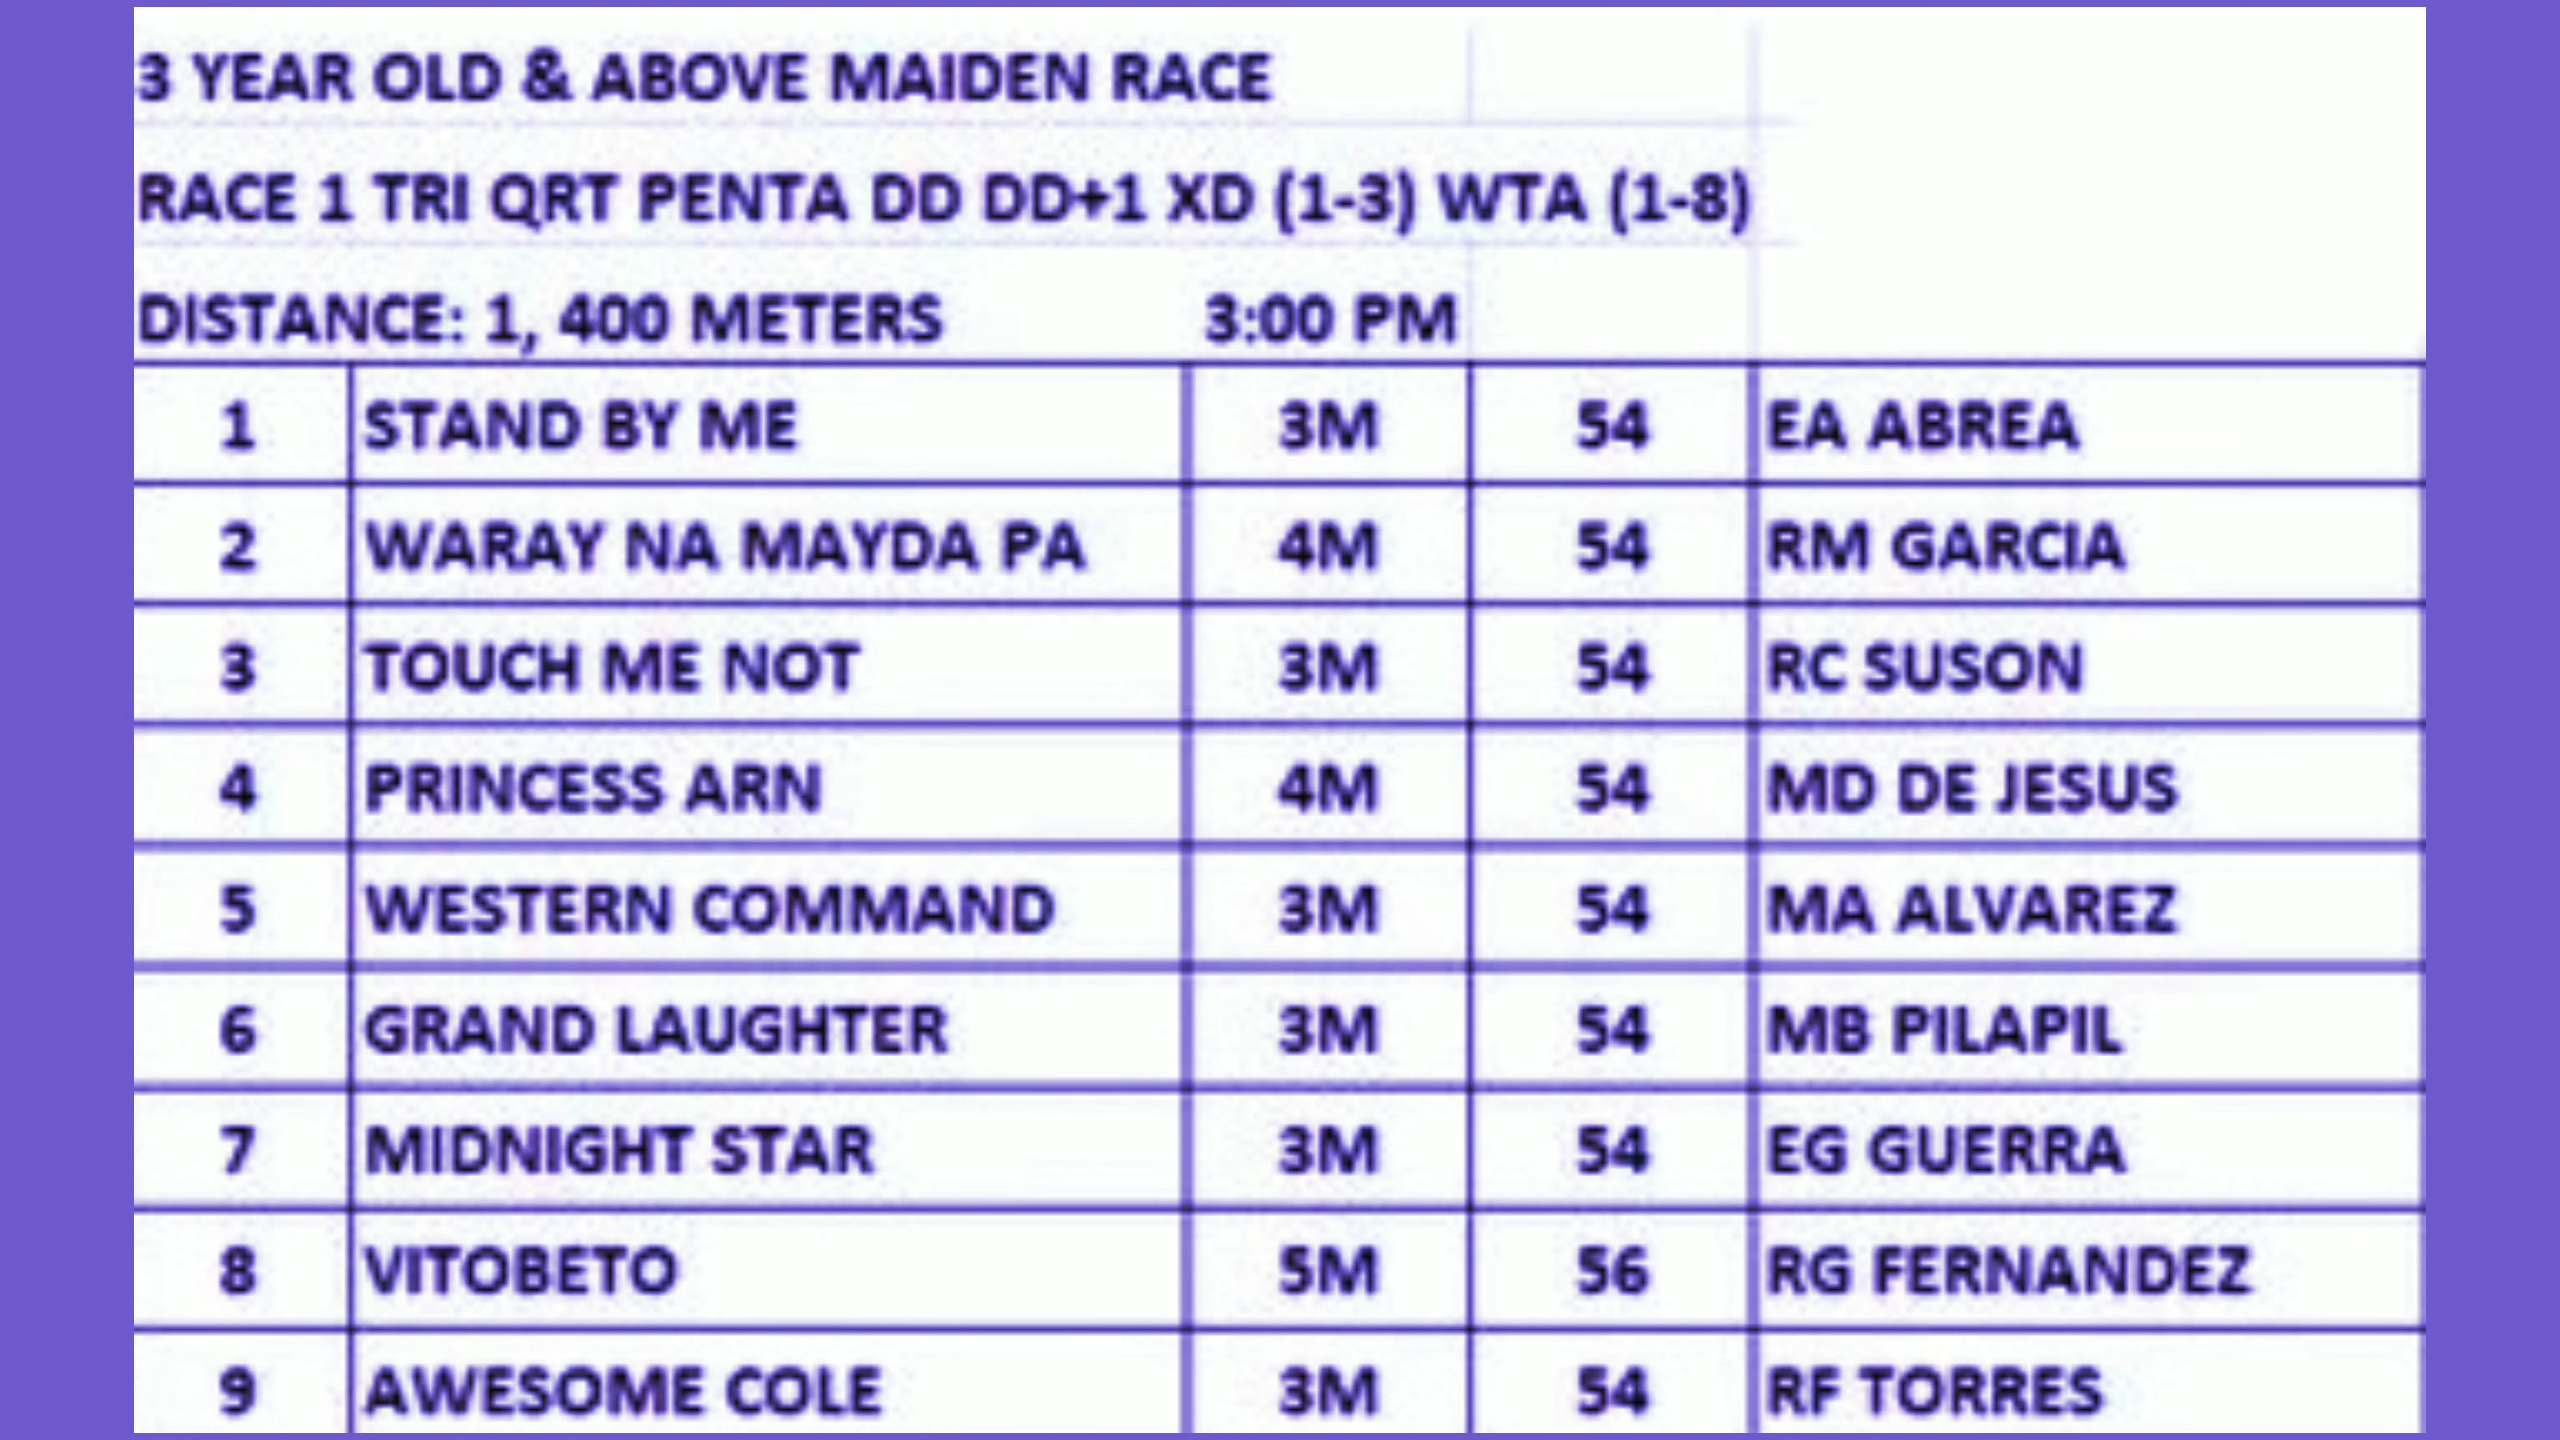 3 YEAR OLD & ABOVE MAIDEN RACE
RACE 1 TRI QRT PENTA DD DD+1 XD (1-3) WTA (1-8)
DISTANCE: 1, 400 METERS 3:00 PM
1 STAND BY ME 3M 54 EA ABREA
2 WARAY NA MAYDA PA 4M 54 RM GARCIA
3 TOUCH ME NOT 3M 54 RC SUSON
4 PRINCESS ARN 4M 54 MD DE JESUS
5 WESTERN COMMAND 3M 54 MA ALVAREZ
6 GRAND LAUGHTER 3M 54 MB PILAPIL
7 MIDNIGHT STAR 3M 54 EG GUERRA
8 VITOBETO 5M 56 RG FERNANDEZ
9 AWESOME COLE 3M 54 RF TORRES